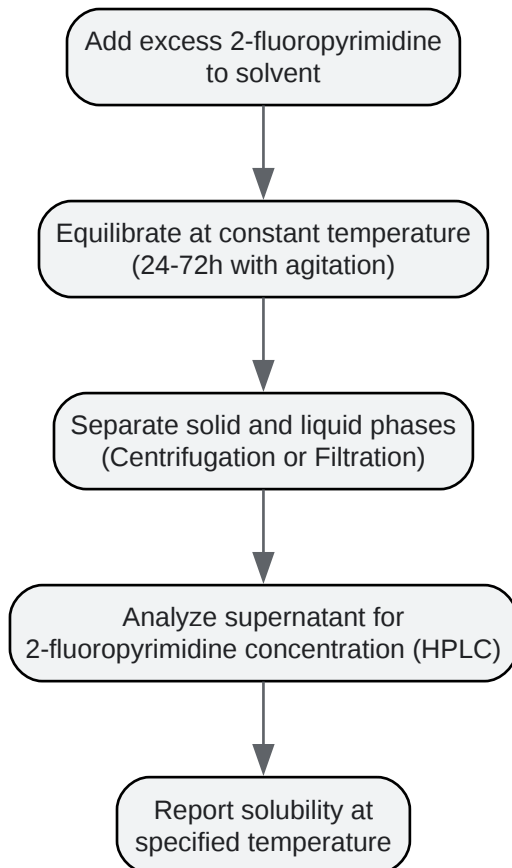 Add excess 2-fluoropyrimidine
to solvent
Equilibrate at constant temperature
(24-72h with agitation)
Separate solid and liquid phases
(Centrifugation or Filtration)
Analyze supernatant for
2-fluoropyrimidine concentration (HPLC)
Report solubility at
specified temperature